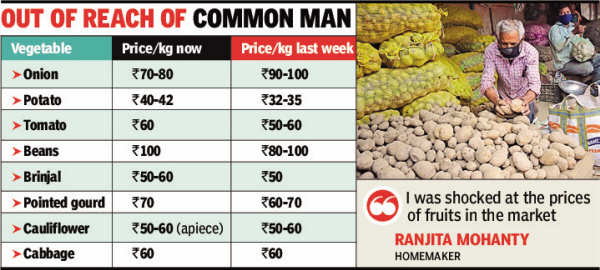 OUT OF REACH OF COMMON MAN
Vegetable Price/kg now Price/kg last week
Onion ₹70-80 ₹90-100
Potato ₹40-42 ₹32-35
Tomato ₹60 ₹50-60
Beans ₹100 ₹80-100
Brinjal ₹50-60 ₹50
Pointed gourd ₹70 ₹60-70
Cauliflower ₹50-60 (apiece) ₹50-60
Cabbage ₹60 ₹60
I was shocked at the prices
of fruits in the market
RANJITA MOHANTY
HOMEMAKER